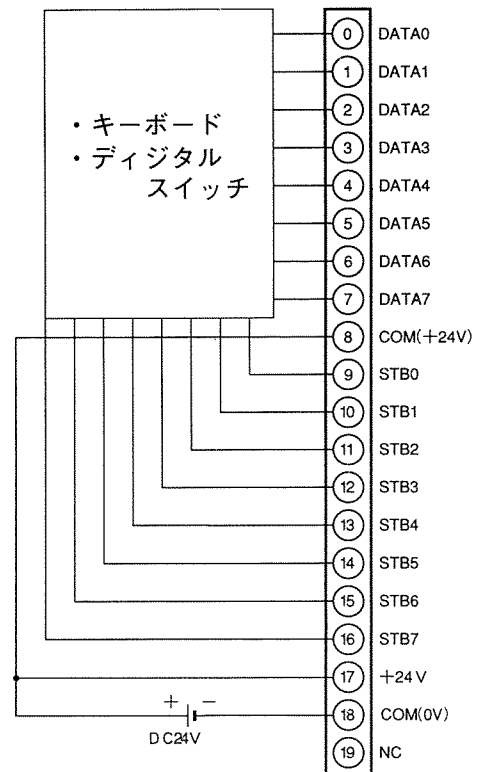 ・キーボード
・ディジタル
スイッチ
0 DATA0
1 DATA1
2 DATA2
3 DATA3
4 DATA4
5 DATA5
6 DATA6
7 DATA7
8 COM(+24V)
9 STB0
10 STB1
11 STB2
12 STB3
13 STB4
14 STB5
15 STB6
16 STB7
17 +24V
+ −
DC24V
18 COM(0V)
19 NC